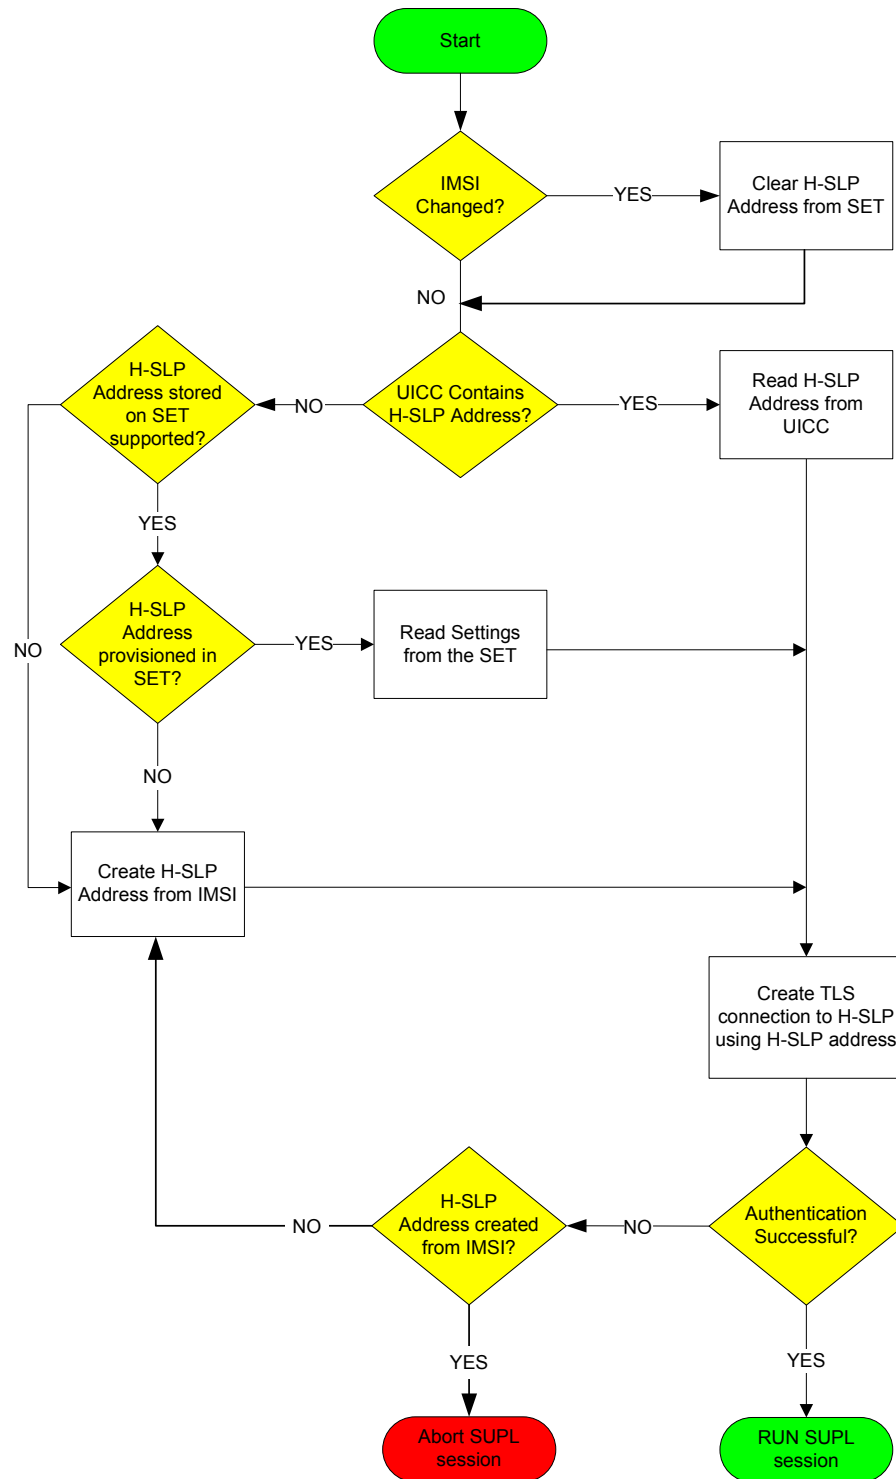 Start
IMSI
Changed?
YES
Clear H-SLP
Address from SET
NO
H-SLP
Address stored
on SET
supported?
NO
UICC Contains
H-SLP Address?
YES
Read H-SLP
Address from
UICC
YES
H-SLP
Address
provisioned in
SET?
YES
Read Settings
from the SET
NO
NO
Create H-SLP
Address from IMSI
Create TLS
connection to H-SLP
using H-SLP address
Authentication
Successful?
NO
H-SLP
Address created
from IMSI?
NO
YES
YES
Abort SUPL
session
RUN SUPL
session